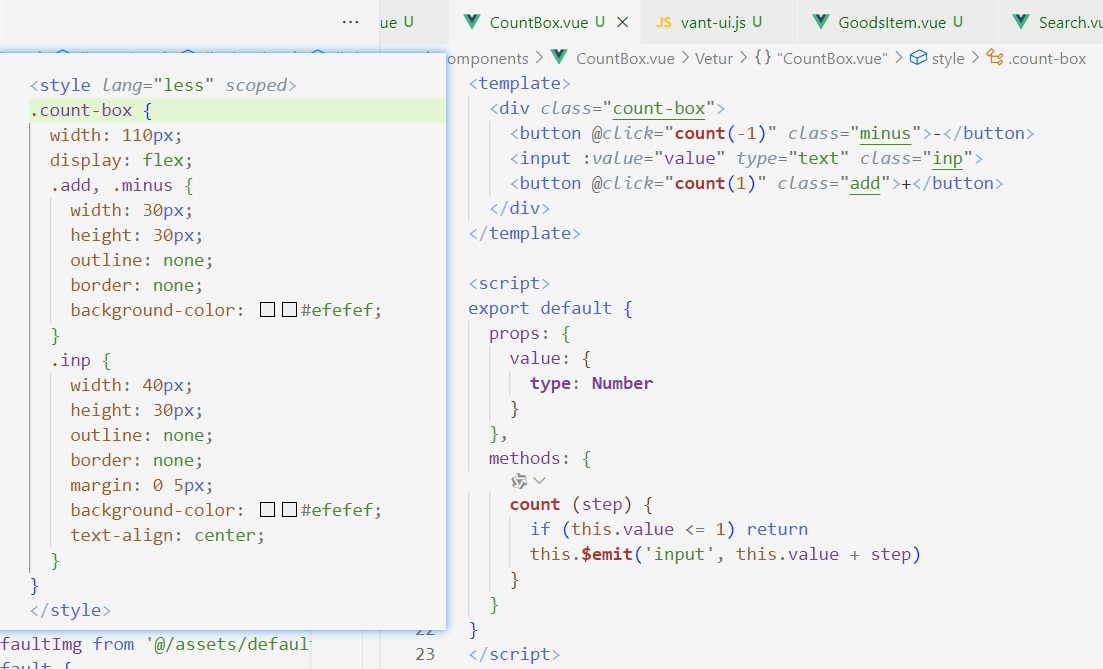 ... ue U CountBox.vue U × JS vant-ui.js U GoodsItem.vue U Search.vu
omponents > CountBox.vue > Vetur > {} "CountBox.vue" > style > .count-box
<style lang="less" scoped>
.count-box {
width: 110px;
display: flex;
.add, .minus {
width: 30px;
height: 30px;
outline: none;
border: none;
background-color: #efefef;
}
.inp {
width: 40px;
height: 30px;
outline: none;
border: none;
margin: 0 5px;
background-color: #efefef;
text-align: center;
}
}
</style>
faultImg from '@/assets/defaul
<template>
<div class="count-box">
<button @click="count(-1)" class="minus">-</button>
<input :value="value" type="text" class="inp">
<button @click="count(1)" class="add">+</button>
</div>
</template>
<script>
export default {
props: {
value: {
type: Number
}
},
methods: {
count (step) {
if (this.value <= 1) return
this.$emit('input', this.value + step)
}
}
22 }
23 </script>